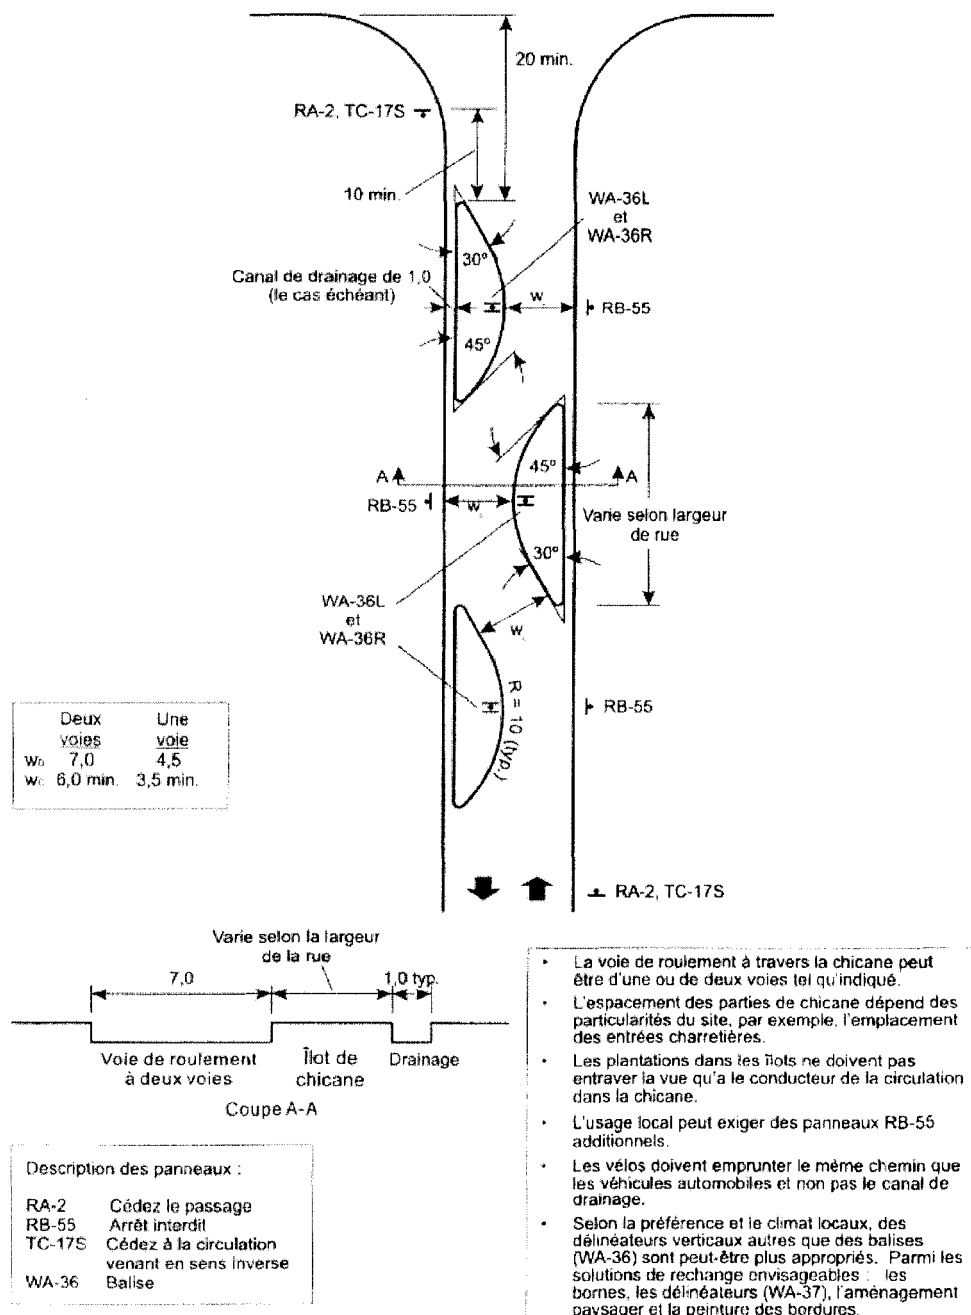 20 min.
RA-2, TC-17S
10 min.
WA-36L
et
WA-36R
30°
Canal de drainage de 1,0
(le cas échéant)
W
RB-55
45°
A
45°
A
RB-55
W
Varie selon largeur
de rue
30°
WA-36L
et
WA-36R
W
R = 10 (typ.)
RB-55
Deux Une
voies voie
Wb 7,0 4,5
Wc 6,0 min. 3,5 min.
RA-2, TC-17S
Varie selon la largeur
de la rue
7,0 1,0 typ.
Voie de roulement Îlot de Drainage
à deux voies chicane
Coupe A-A
Description des panneaux :
RA-2 Cédez le passage
RB-55 Arrêt interdit
TC-17S Cédez à la circulation
venant en sens inverse
WA-36 Balise
• La voie de roulement à travers la chicane peut
être d'une ou de deux voies tel qu'indiqué.
• L'espacement des parties de chicane dépend des
particularités du site, par exemple, l'emplacement
des entrées charretières.
• Les plantations dans les îlots ne doivent pas
entraver la vue qu'a le conducteur de la circulation
dans la chicane.
• L'usage local peut exiger des panneaux RB-55
additionnels.
• Les vélos doivent emprunter le même chemin que
les véhicules automobiles et non pas le canal de
drainage.
• Selon la préférence et le climat locaux, des
délinéateurs verticaux autres que des balises
(WA-36) sont peut-être plus appropriés. Parmi les
solutions de rechange envisageables : les
bornes, les délinéateurs (WA-37), l'aménagement
paysager et la peinture des bordures.